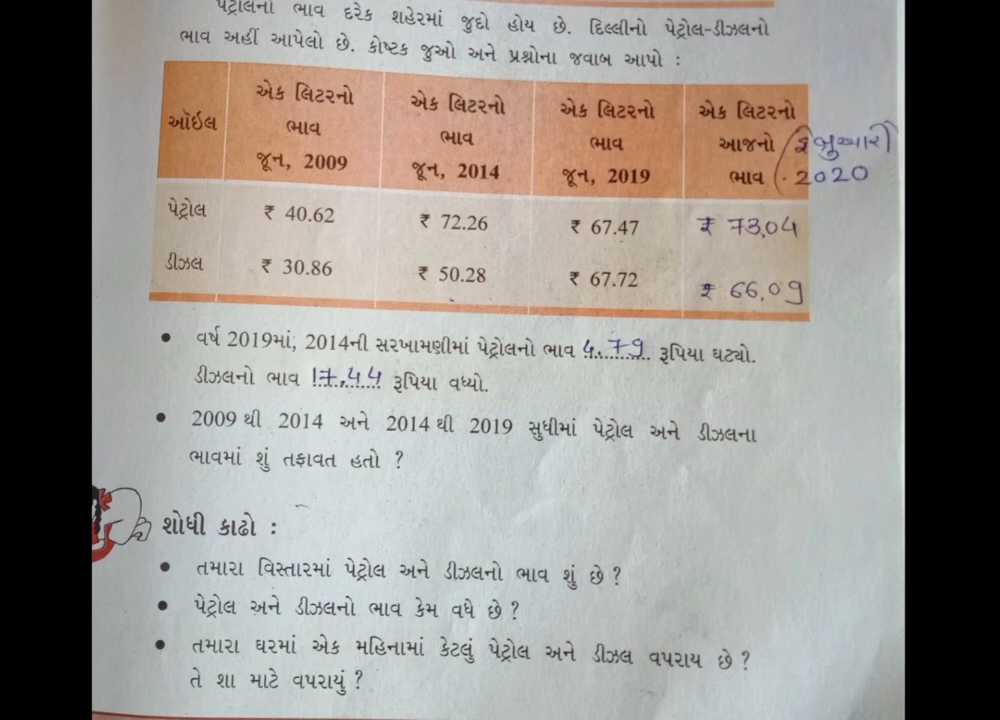 પેટ્રોલનો ભાવ દરેક શહેરમાં જુદો હોય છે. દિલ્લીનો પેટ્રોલ-ડીઝલનો
ભાવ અહીં આપેલો છે. કોષ્ટક જુઓ અને પ્રશ્નોના જવાબ આપો :
ઑઇલ એક લિટરનો ભાવ જૂન, 2009 એક લિટરનો ભાવ જૂન, 2014 એક લિટરનો ભાવ જૂન, 2019 એક લિટરનો આજનો ભાવ (ફેબ્રુઆરી 2020
પેટ્રોલ ₹ 40.62 ₹ 72.26 ₹ 67.47 ₹ 73.04
ડીઝલ ₹ 30.86 ₹ 50.28 ₹ 67.72 ₹ 66.09
• વર્ષ 2019માં, 2014ની સરખામણીમાં પેટ્રોલનો ભાવ 4.79 રૂપિયા ઘટ્યો.
ડીઝલનો ભાવ 17.44 રૂપિયા વધ્યો.
• 2009 થી 2014 અને 2014 થી 2019 સુધીમાં પેટ્રોલ અને ડીઝલના
ભાવમાં શું તફાવત હતો ?
શોધી કાઢો :
• તમારા વિસ્તારમાં પેટ્રોલ અને ડીઝલનો ભાવ શું છે ?
• પેટ્રોલ અને ડીઝલનો ભાવ કેમ વધે છે ?
• તમારા ઘરમાં એક મહિનામાં કેટલું પેટ્રોલ અને ડીઝલ વપરાય છે ?
તે શા માટે વપરાયું ?